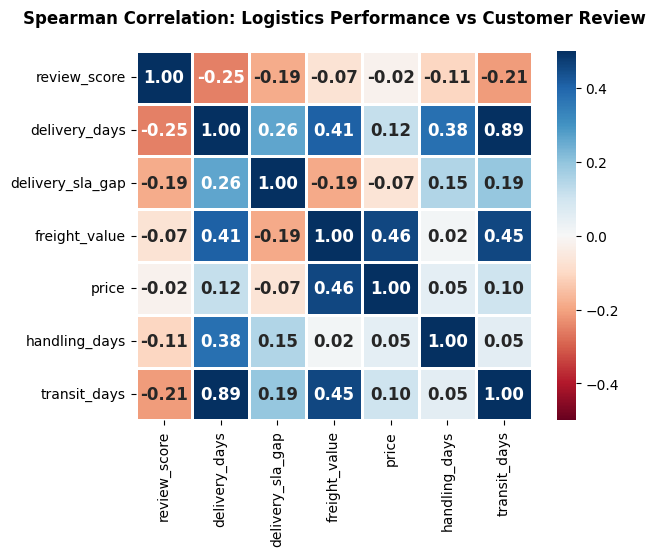 Spearman Correlation: Logistics Performance vs Customer Review
review_score 1.00 -0.25 -0.19 -0.07 -0.02 -0.11 -0.21
delivery_days -0.25 1.00 0.26 0.41 0.12 0.38 0.89
delivery_sla_gap -0.19 0.26 1.00 -0.19 -0.07 0.15 0.19
freight_value -0.07 0.41 -0.19 1.00 0.46 0.02 0.45
price -0.02 0.12 -0.07 0.46 1.00 0.05 0.10
handling_days -0.11 0.38 0.15 0.02 0.05 1.00 0.05
transit_days -0.21 0.89 0.19 0.45 0.10 0.05 1.00
review_score
delivery_days
delivery_sla_gap
freight_value
price
handling_days
transit_days
0.4
0.2
0.0
−0.2
−0.4